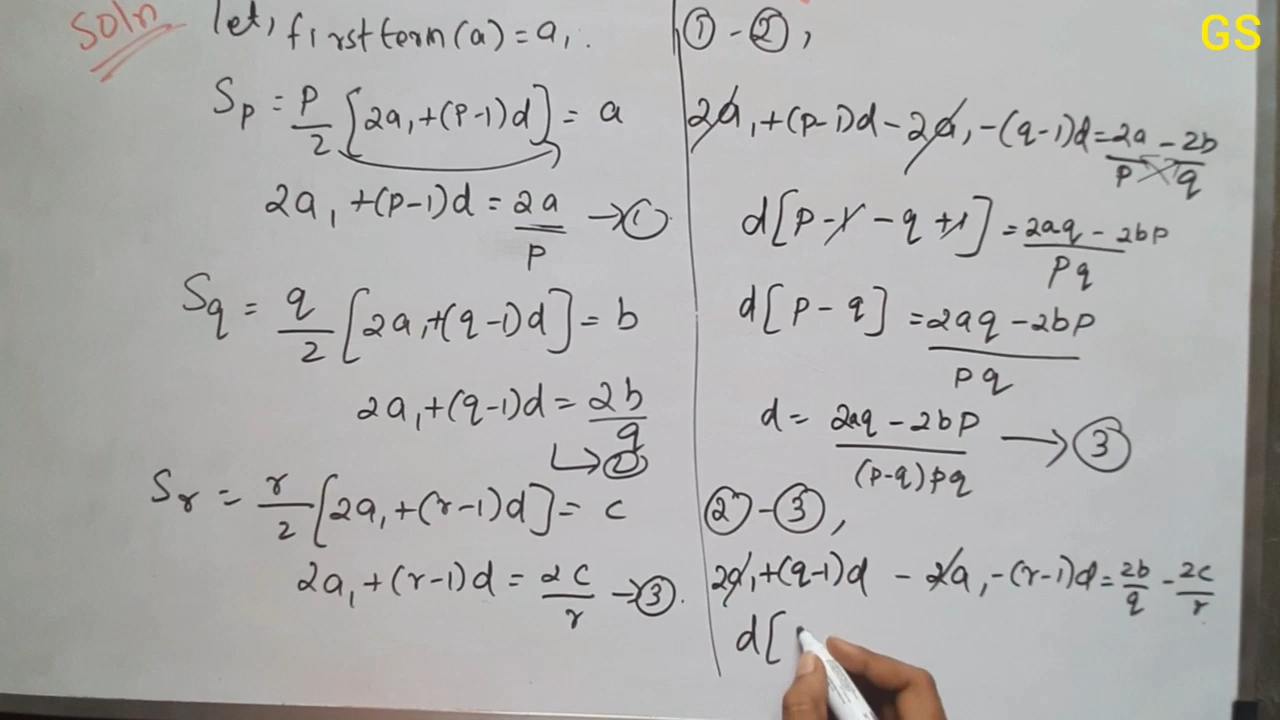 Soln let, first term (a) = a₁.
Sp = p/2 [2a₁ + (p-1)d] = a
2a₁ + (p-1)d = 2a/p → ①
Sq = q/2 [2a₁ + (q-1)d] = b
2a₁ + (q-1)d = 2b/q
↳ ②
Sr = r/2 [2a₁ + (r-1)d] = c
2a₁ + (r-1)d = 2c/r → ③.
① - ②,
2a₁ + (p-1)d - 2a₁ - (q-1)d = 2a/p - 2b/q
d[p - 1 - q + 1] = 2aq - 2bp/pq
d[p - q] = 2aq - 2bp/pq
d = 2aq - 2bp/(p-q)pq → ③
② - ③,
2a₁ + (q-1)d - 2a₁ - (r-1)d = 2b/q - 2c/r
d[
GS